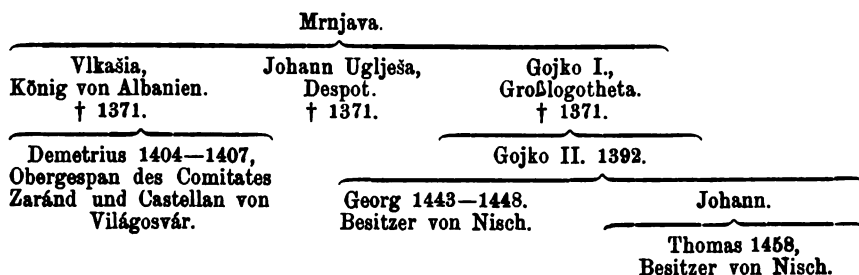 Mrnjava.
Vlkašia,
König von Albanien.
† 1371.
Johann Uglješa,
Despot.
† 1371.
Gojko I.,
Großlogotheta.
† 1371.
Demetrius 1404—1407,
Obergespan des Comitates
Zaránd und Castellan von
Világosvár.
Gojko II. 1392.
Georg 1443—1448.
Besitzer von Nisch.
Johann.
Thomas 1458,
Besitzer von Nisch.